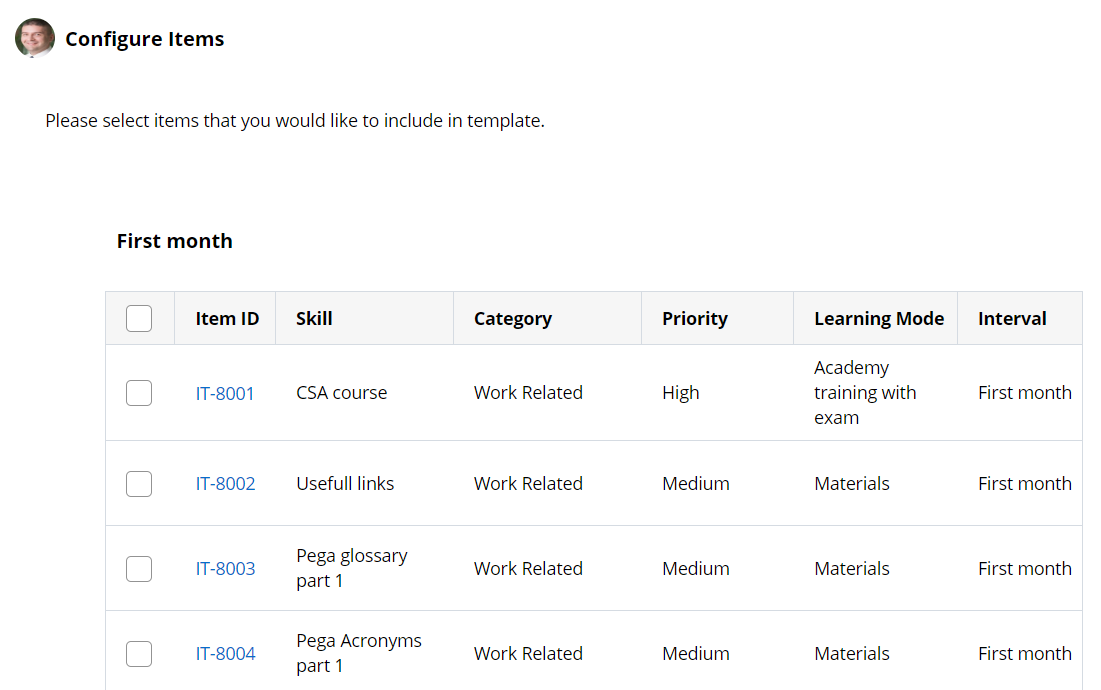 Configure Items
Please select items that you would like to include in template.
First month
Item ID Skill Category Priority Learning Mode Interval
IT-8001 CSA course Work Related High Academy training with exam First month
IT-8002 Usefull links Work Related Medium Materials First month
IT-8003 Pega glossary part 1 Work Related Medium Materials First month
IT-8004 Pega Acronyms part 1 Work Related Medium Materials First month